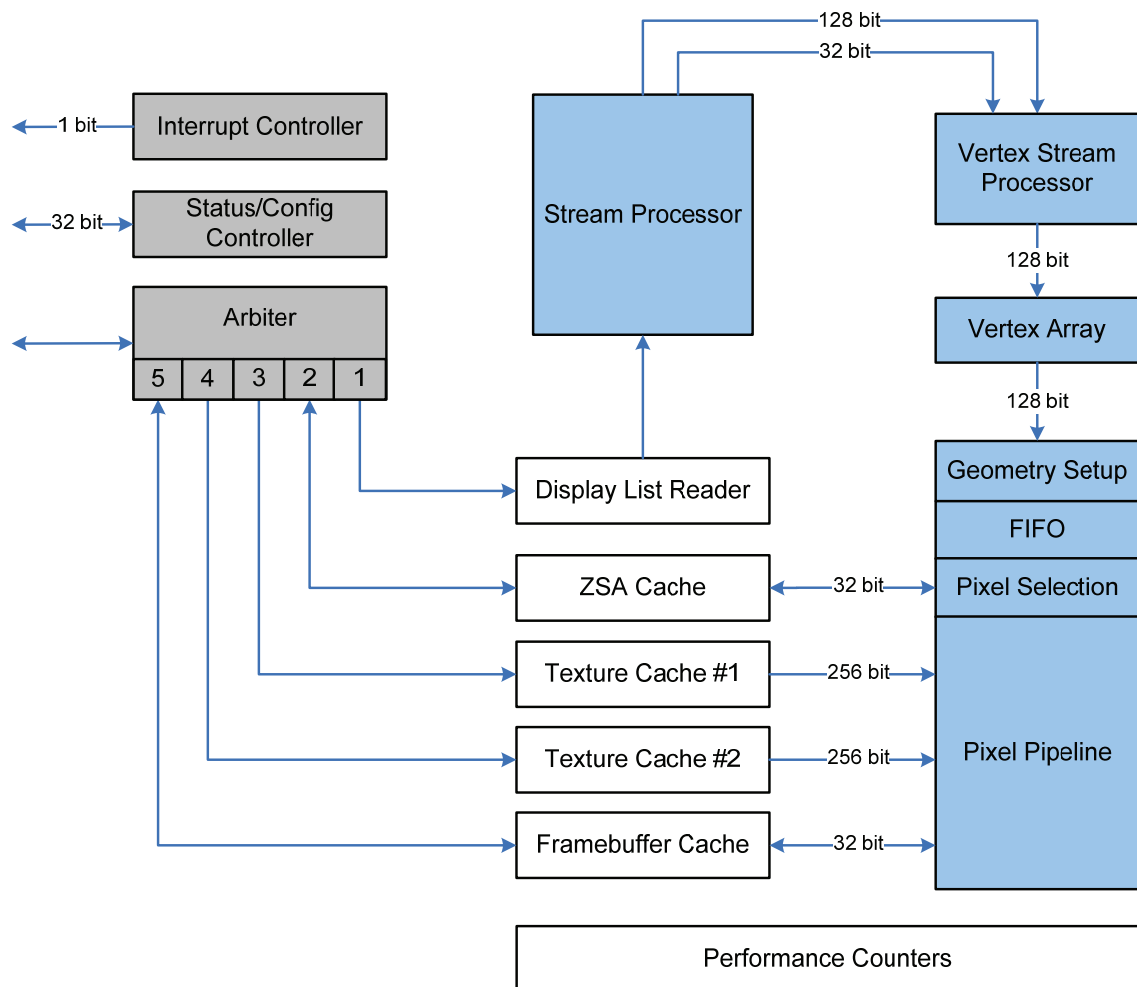 128 bit
32 bit
1 bit
Interrupt Controller
Vertex Stream
Processor
32 bit
Status/Config
Controller
Stream Processor
128 bit
Arbiter
Vertex Array
5 4 3 2 1
128 bit
Display List Reader
Geometry Setup
FIFO
ZSA Cache
32 bit
Pixel Selection
Texture Cache #1
256 bit
Texture Cache #2
256 bit
Pixel Pipeline
Framebuffer Cache
32 bit
Performance Counters